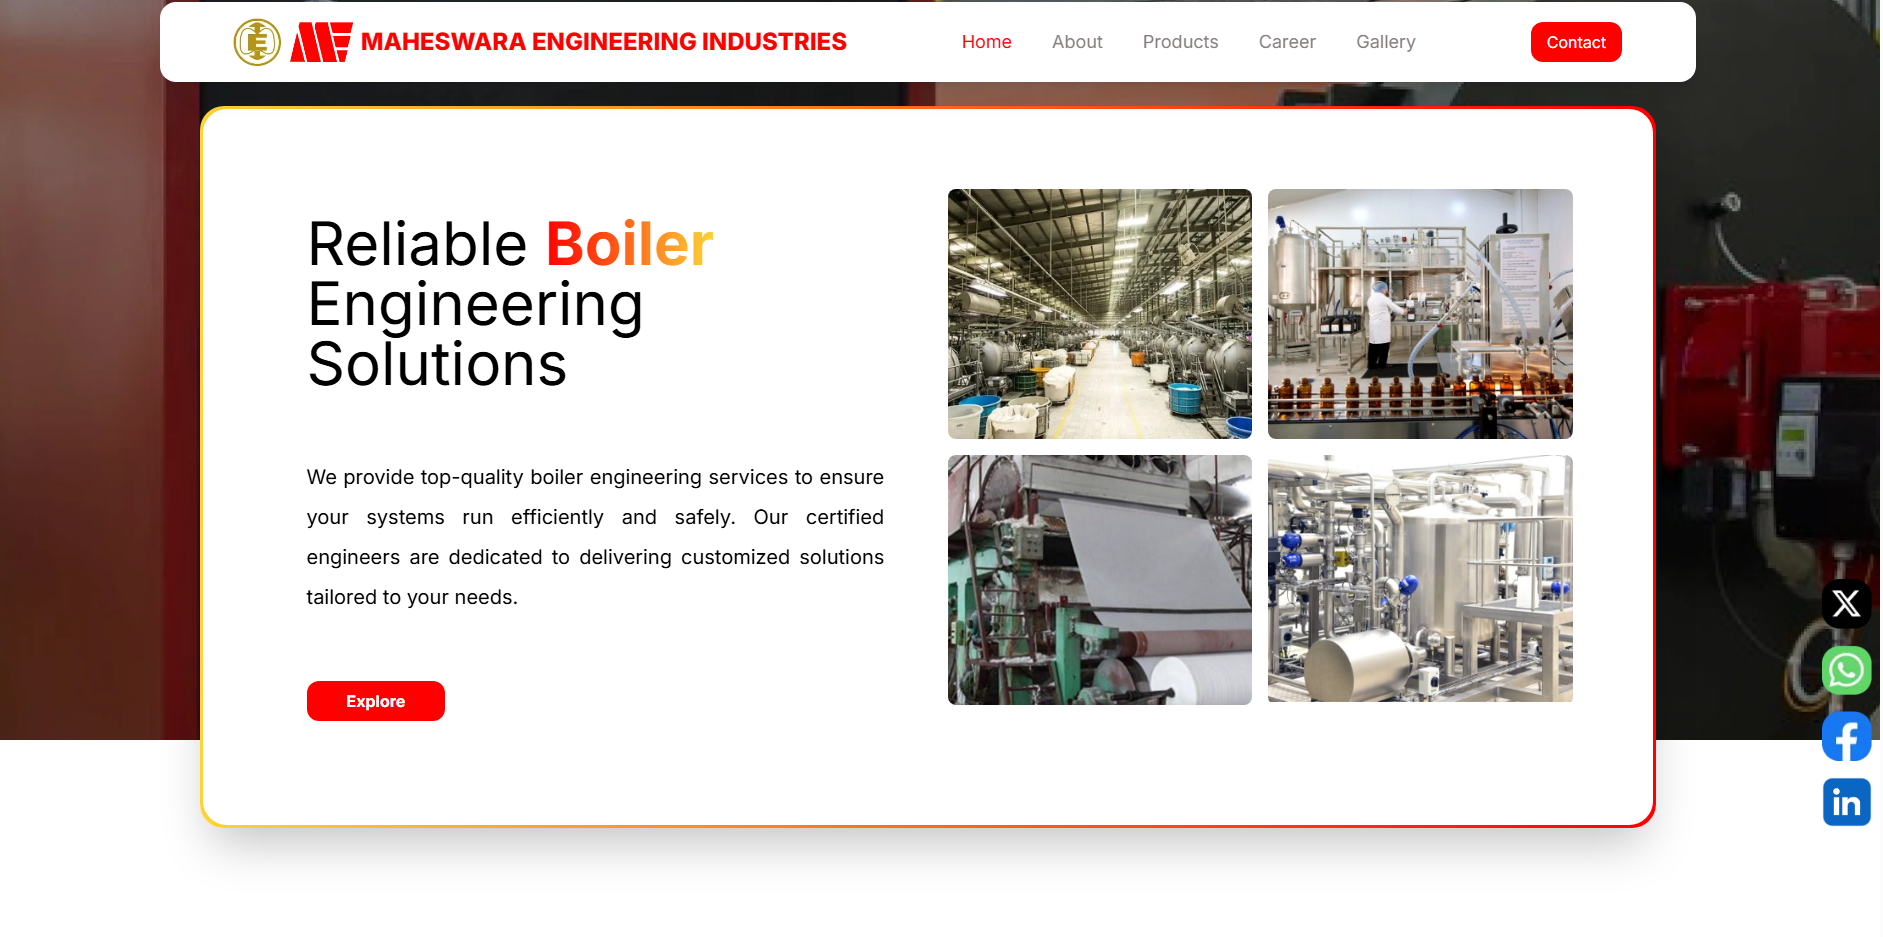 MAHESWARA ENGINEERING INDUSTRIES
Home About Products Career Gallery
Contact
Reliable Boiler
Engineering
Solutions
We provide top-quality boiler engineering services to ensure
your systems run efficiently and safely. Our certified
engineers are dedicated to delivering customized solutions
tailored to your needs.
Explore
in